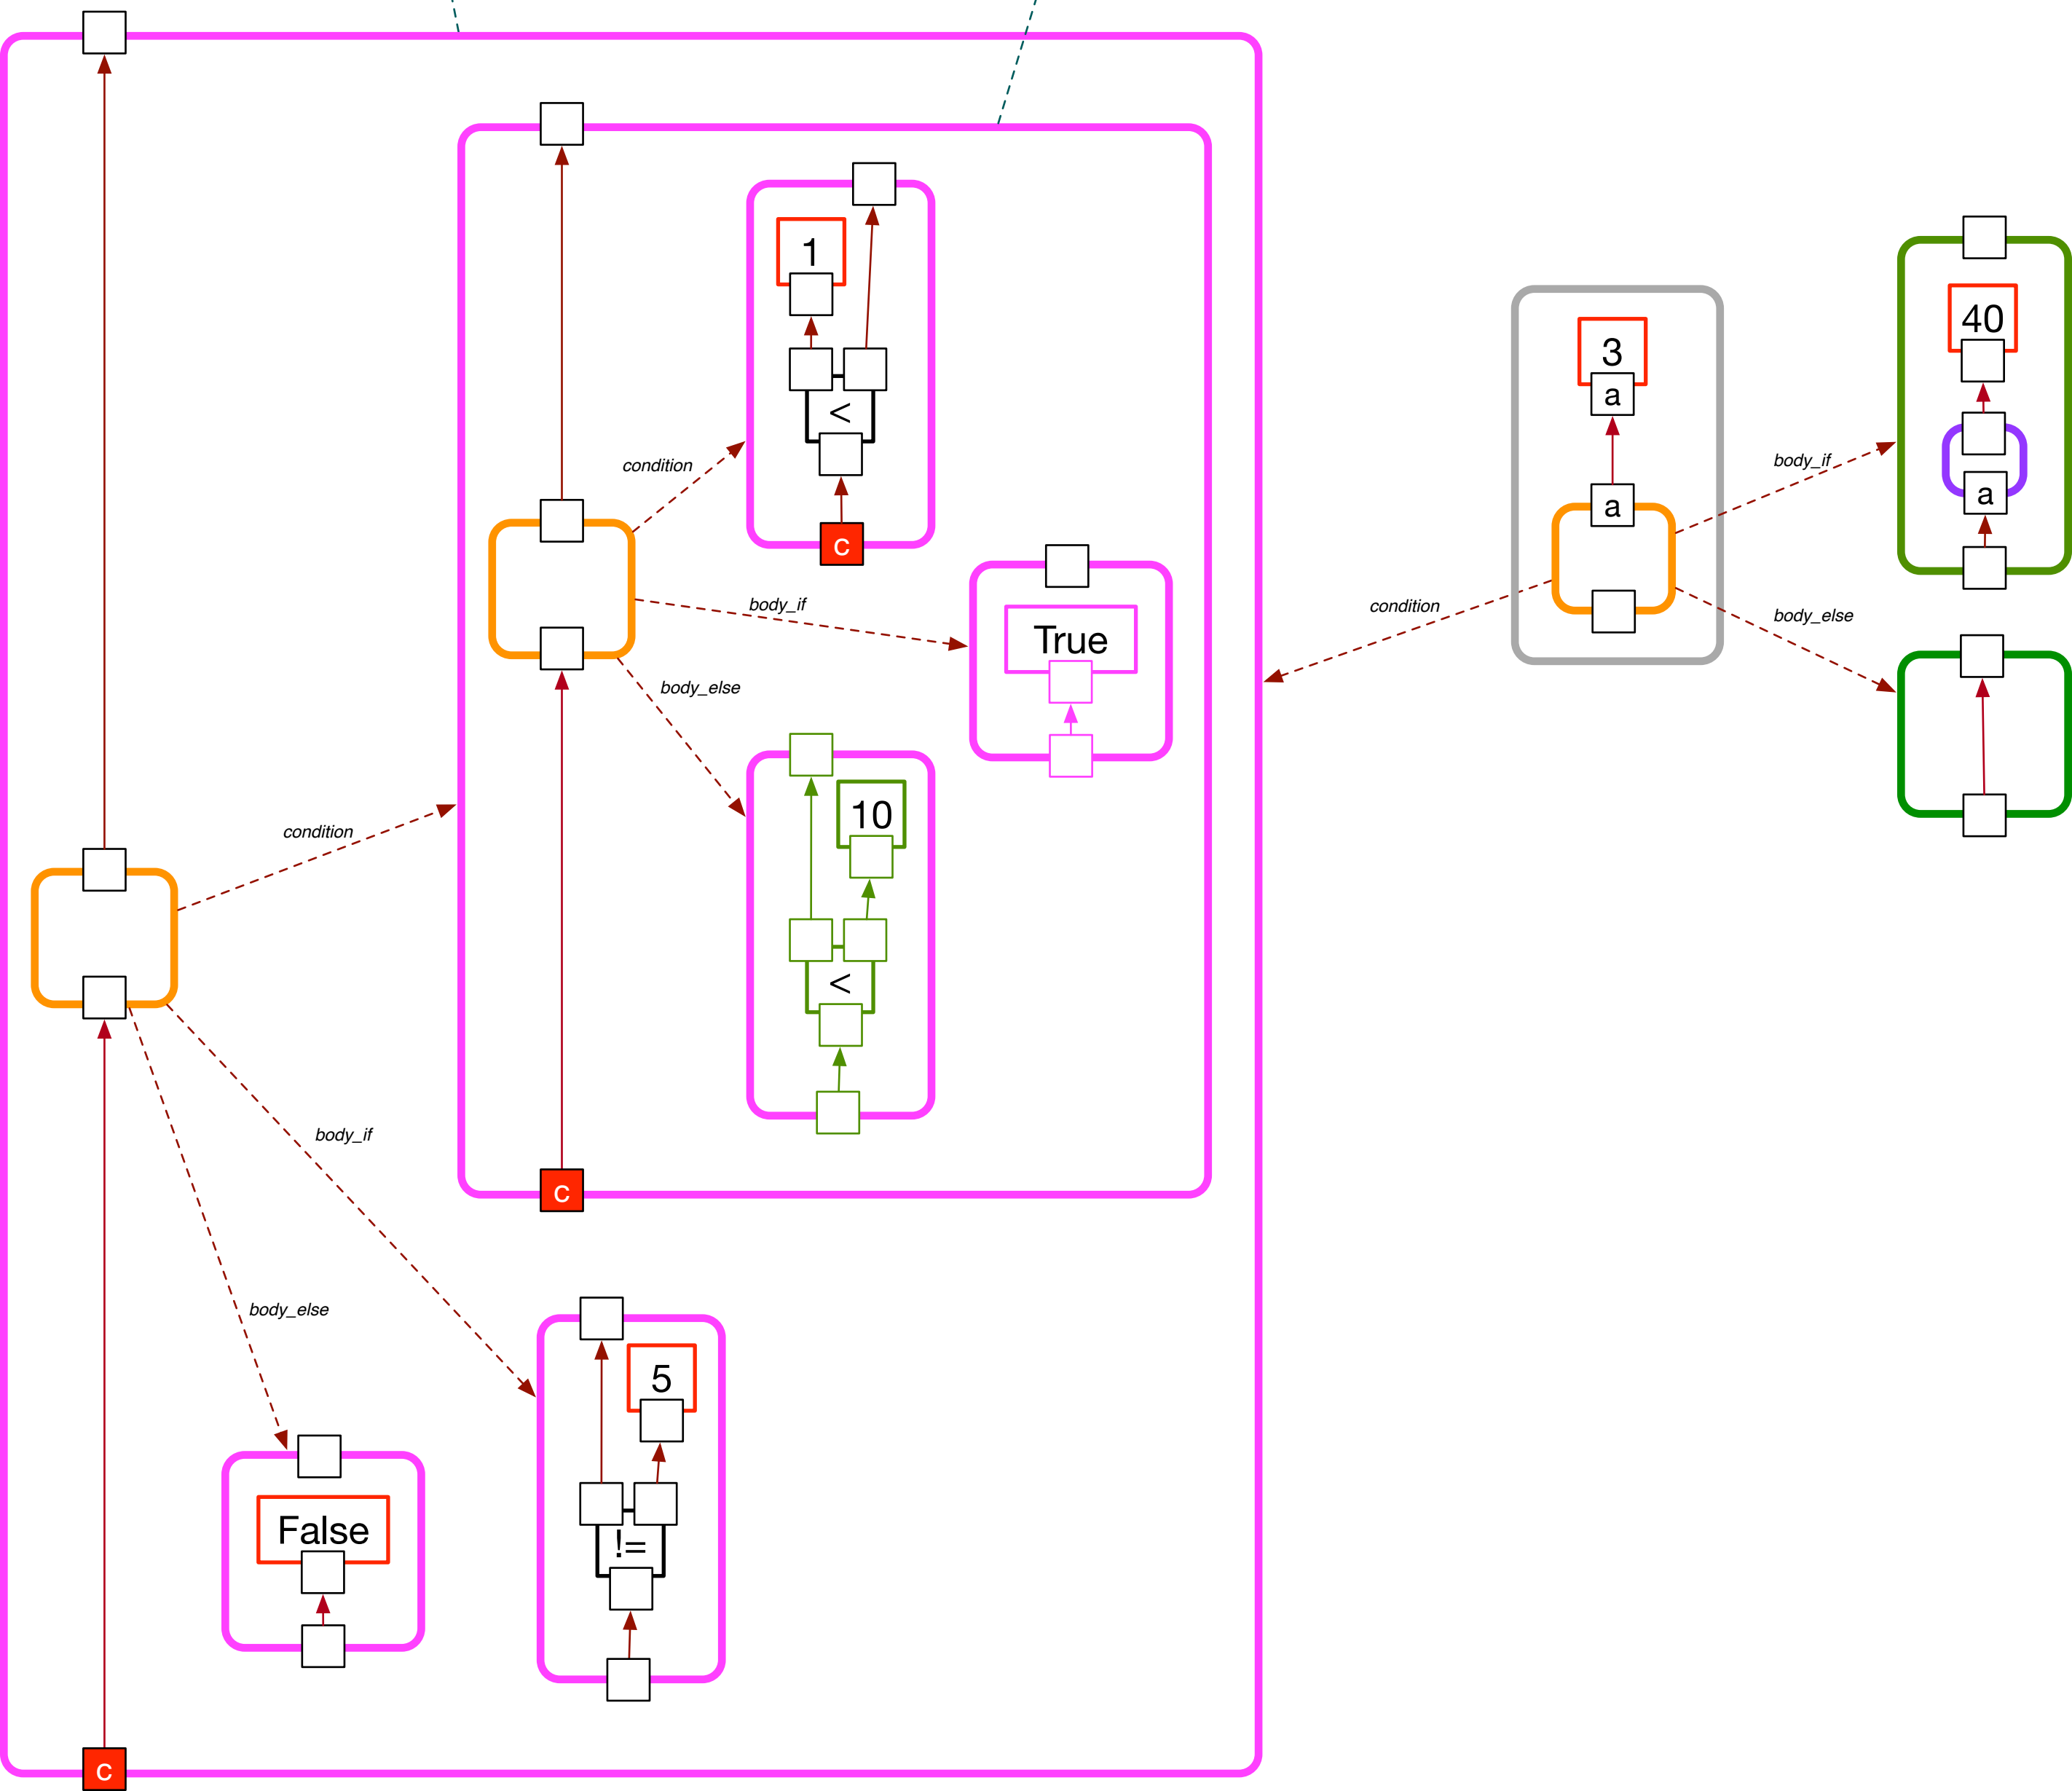 1
<
condition
c
body_if
True
body_else
10
<
condition
c
body_if
body_else
5
!=
False
c
3
a
a
condition
body_if
40
a
body_else